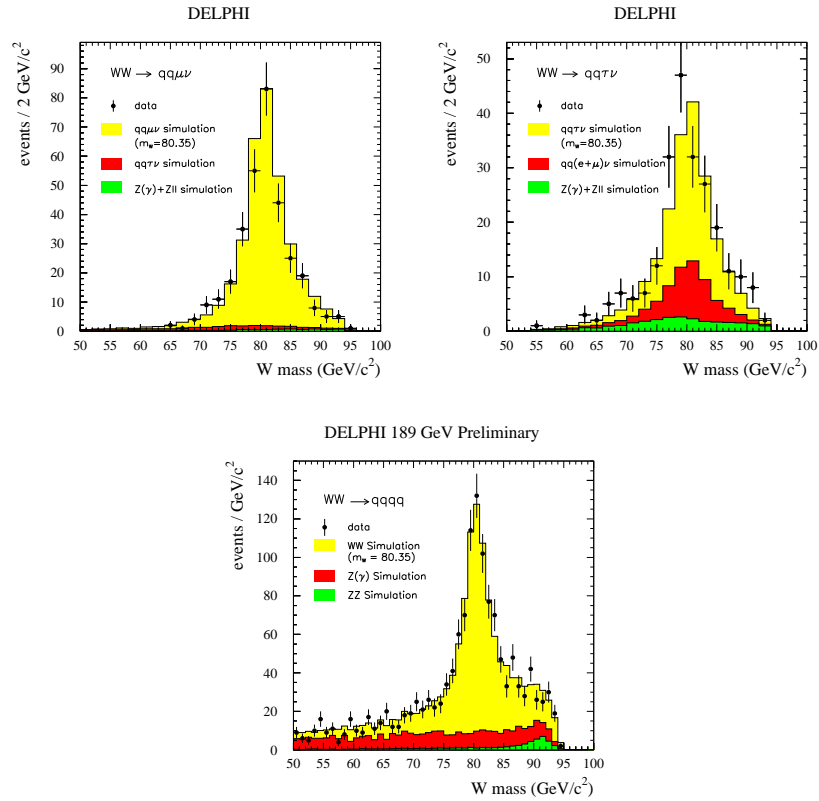 DELPHI
events / 2 GeV/c²
WW → qqμν
data
qqμν simulation
(m_w=80.35)
qqτν simulation
Z(γ)+Zll simulation
90
80
70
60
50
40
30
20
10
0
50 55 60 65 70 75 80 85 90 95 100
W mass (GeV/c²)
DELPHI
events / 2 GeV/c²
WW → qqτν
data
qqτν simulation
(m_w=80.35)
qq(e+μ)ν simulation
Z(γ)+Zll simulation
50
40
30
20
10
0
50 55 60 65 70 75 80 85 90 95 100
W mass (GeV/c²)
DELPHI 189 GeV Preliminary
events / GeV/c²
WW → qqqq
data
WW Simulation
(m_w = 80.35)
Z(γ) Simulation
ZZ Simulation
140
120
100
80
60
40
20
0
50 55 60 65 70 75 80 85 90 95 100
W mass (GeV/c²)